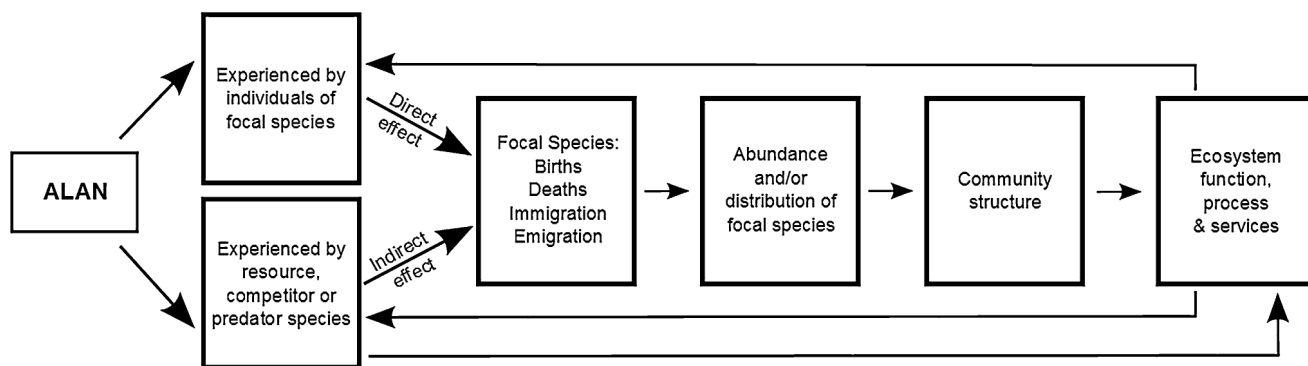 ALAN
Experienced by
individuals of
focal species
Experienced by
resource,
competitor or
predator species
Direct
effect
Indirect
effect
Focal Species:
Births
Deaths
Immigration
Emigration
Abundance
and/or
distribution of
focal species
Community
structure
Ecosystem
function,
process
& services